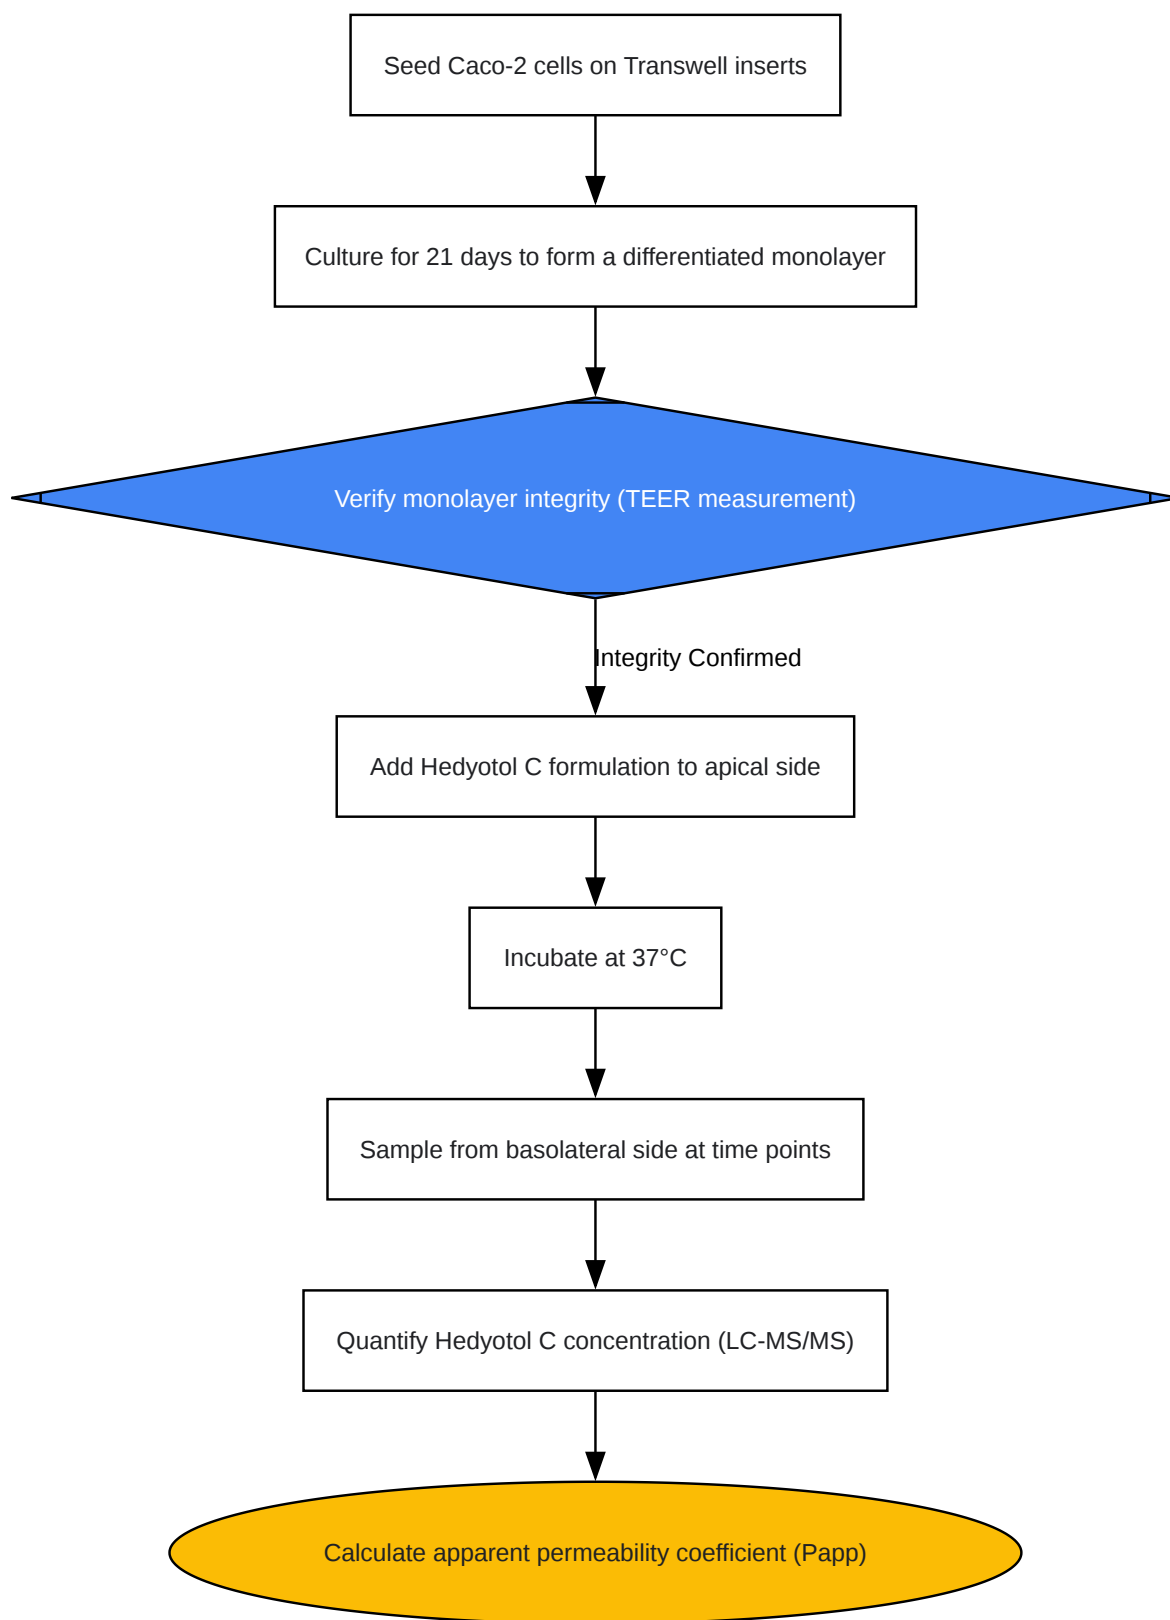 Seed Caco-2 cells on Transwell inserts
Culture for 21 days to form a differentiated monolayer
Verify monolayer integrity (TEER measurement)
Integrity Confirmed
Add Hedyotol C formulation to apical side
Incubate at 37°C
Sample from basolateral side at time points
Quantify Hedyotol C concentration (LC-MS/MS)
Calculate apparent permeability coefficient (Papp)